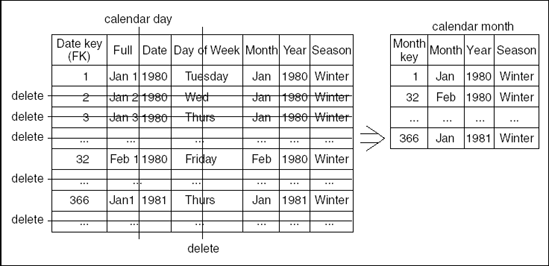 calendar day
Date key (FK) Full Date Day of Week Month Year Season
1 Jan 1 1980 Tuesday Jan 1980 Winter
delete 2 Jan 2 1980 Wed Jan 1980 Winter
delete 3 Jan 3 1980 Thurs Jan 1980 Winter
delete ... ... ... ... ... ...
32 Feb 1 1980 Friday Feb 1980 Winter
delete ... ... ... ... ... ...
366 Jan1 1981 Thurs Jan 1981 Winter
delete ... ... ... ... ... ...
delete
calendar month
Month key Month Year Season
1 Jan 1980 Winter
32 Feb 1980 Winter
... ... ... ...
366 Jan 1981 Winter